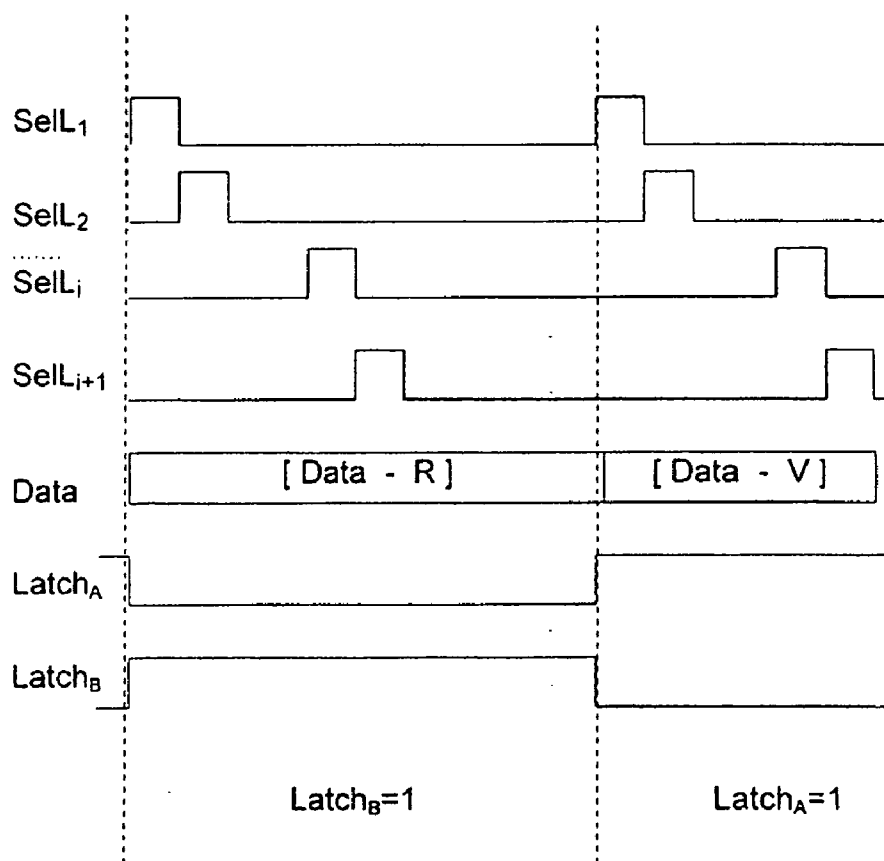 SelL1
SelL2
........
SelLi
SelLi+1
Data [ Data - R ] [ Data - V ]
LatchA
LatchB
LatchB=1 LatchA=1